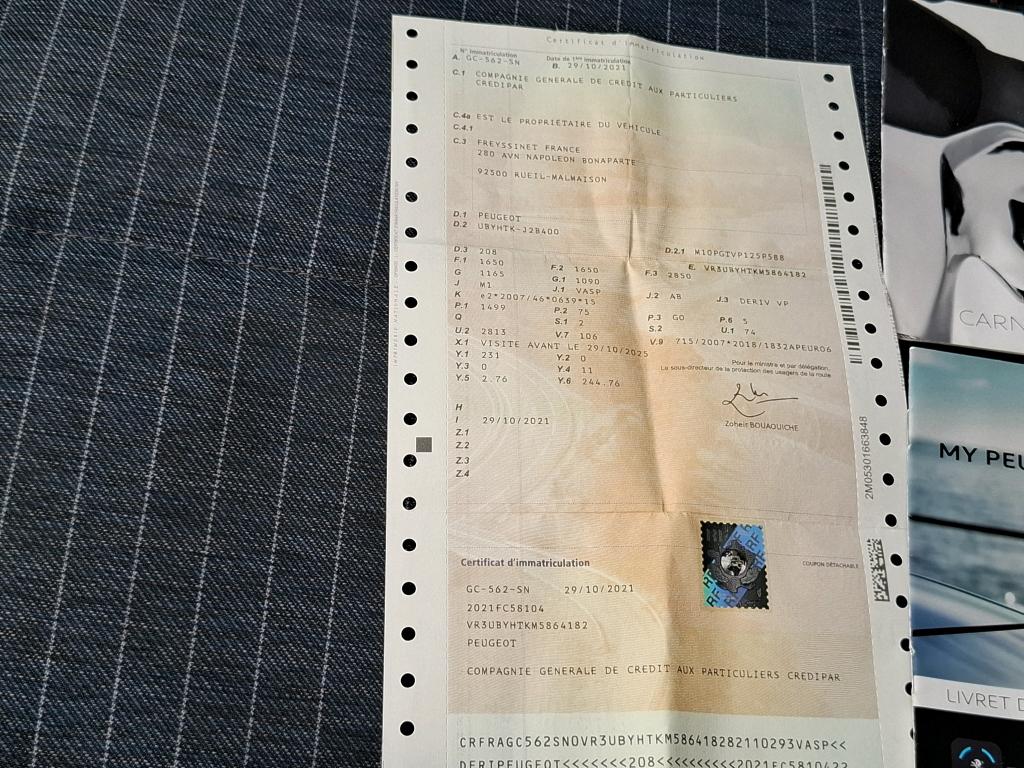 Certificat d'immatriculation
N° Immatriculation Date de 1ère immatriculation
A. GC-562-SN B. 29/10/2021
C.1 COMPAGNIE GENERALE DE CREDIT AUX PARTICULIERS
CREDIPAR
C.4a EST LE PROPRIÉTAIRE DU VÉHICULE
C.4.1
C.3 FREYSSINET FRANCE
280 AVN NAPOLEON BONAPARTE
92500 RUEIL-MALMAISON
D.1 PEUGEOT
D.2 UBYHTK-J2B400
D.2.1 M10PGTVP125P588
D.3 208
E. VR3UBYHTKM5864182
F.1 1650 F.2 1650 F.3 2850
G 1165 G.1 1090
J M1 J.1 VASP J.2 AB J.3 DERIV VP
K e2*2007/46*0639*15
P.1 1499 P.2 75 P.3 GO P.6 5
Q S.1 2 S.2 U.1 74
U.2 2813 V.7 106 V.9 715/2007*2018/1832APEURO6
X.1 VISITE AVANT LE 29/10/2025
Y.1 231 Y.2 0
Y.3 0 Y.4 11
Y.5 2.76 Y.6 244.76
Pour le ministre et par délégation,
Le sous-directeur de la protection des usagers de la route
Zoheir BOUAOUICHE
H
I 29/10/2021
Z.1
Z.2
Z.3
Z.4
2M05301663848
Certificat d'immatriculation
COUPON DÉTACHABLE
GC-562-SN 29/10/2021
2021FC58104
VR3UBYHTKM5864182
PEUGEOT
COMPAGNIE GENERALE DE CREDIT AUX PARTICULIERS CREDIPAR
CRFRAGC562SN0VR3UBYHTKM586418282110293VASP<<
DERIPEUGEOT<<<<<<<208<<<<<<<<<2021FC5810422
CARN
MY PEU
LIVRET D